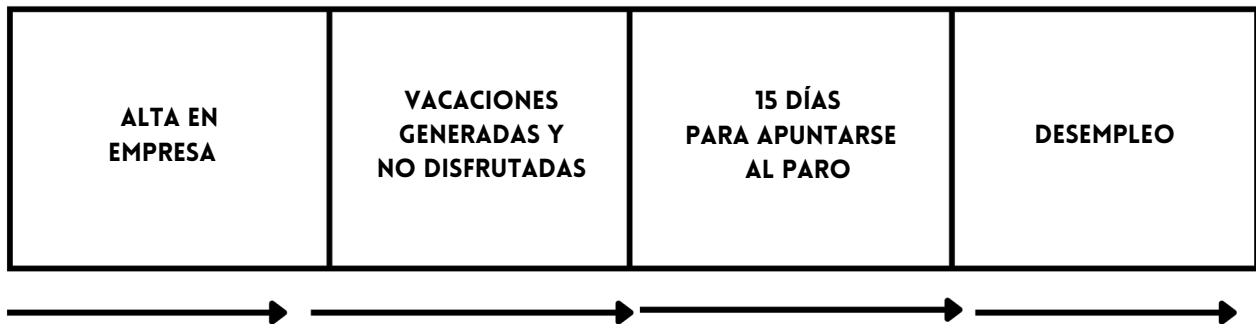 ALTA EN
EMPRESA
VACACIONES
GENERADAS Y
NO DISFRUTADAS
15 DÍAS
PARA APUNTARSE
AL PARO
DESEMPLEO